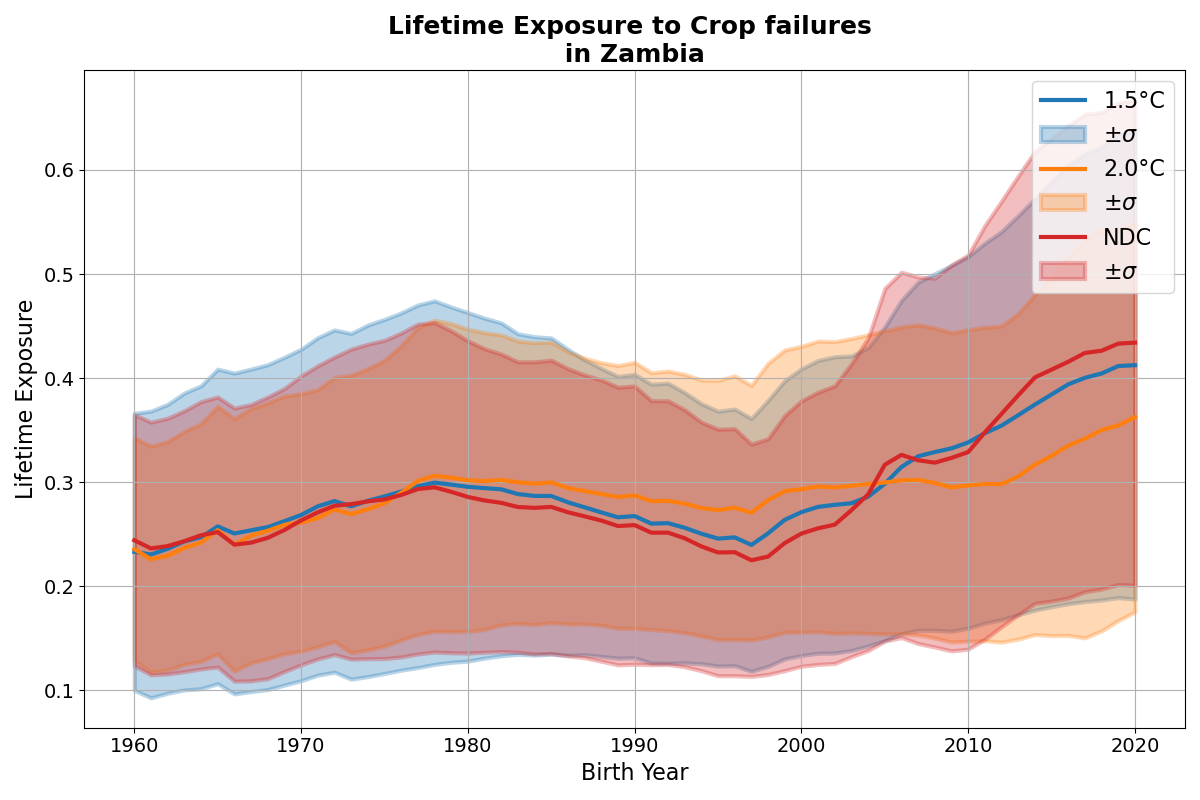 Lifetime Exposure to Crop failures
in Zambia
1.5°C
±σ
2.0°C
±σ
NDC
±σ
Lifetime Exposure
0.6
0.5
0.4
0.3
0.2
0.1
1960 1970 1980 1990 2000 2010 2020
Birth Year